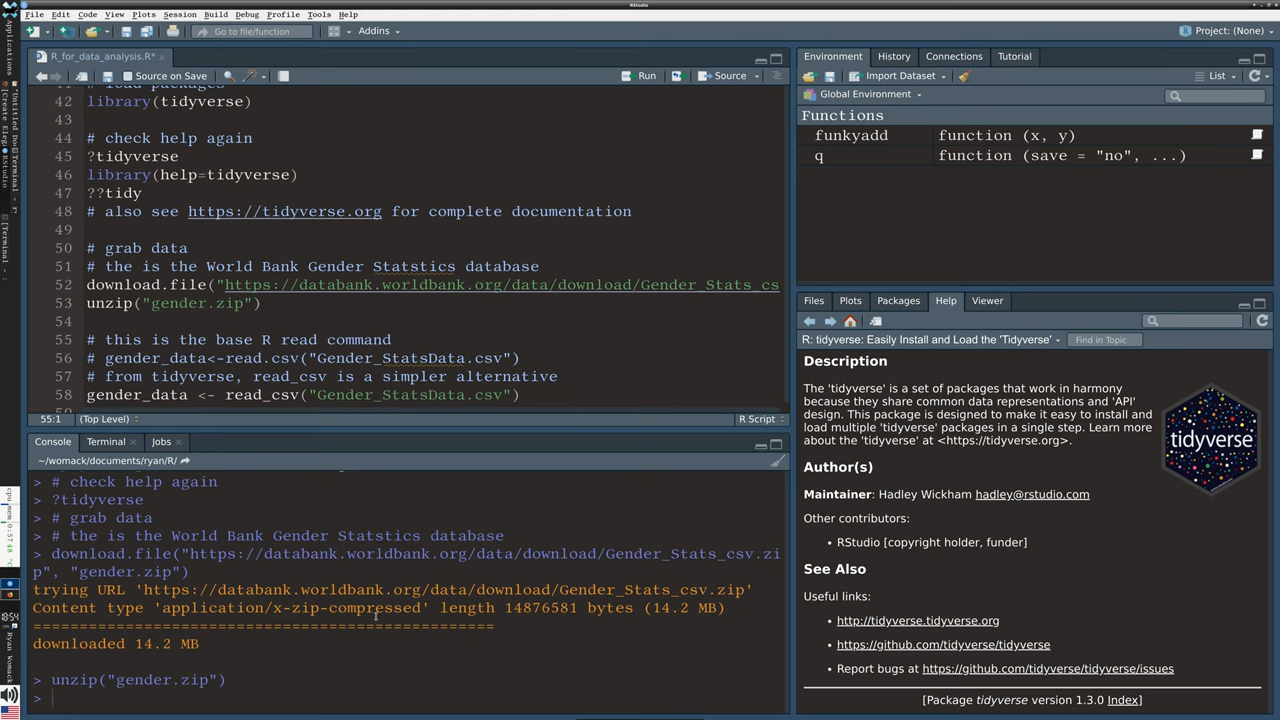 RStudio
File Edit Code View Plots Session Build Debug Profile Tools Help
Go to file/function
Addins
Project: (None)
R_for_data_analysis.R*
Source on Save
Run
Source
41 # load packages
42 library(tidyverse)
43
44 # check help again
45 ?tidyverse
46 library(help=tidyverse)
47 ??tidy
48 # also see https://tidyverse.org for complete documentation
49
50 # grab data
51 # the is the World Bank Gender Statstics database
52 download.file("https://databank.worldbank.org/data/download/Gender_Stats_cs
53 unzip("gender.zip")
54
55 # this is the base R read command
56 # gender_data<-read.csv("Gender_StatsData.csv")
57 # from tidyverse, read_csv is a simpler alternative
58 gender_data <- read_csv("Gender_StatsData.csv")
59
55:1 (Top Level)
R Script
Console Terminal Jobs
~/womack/documents/ryan/R/
> # check help again
> ?tidyverse
> # grab data
> # the is the World Bank Gender Statstics database
> download.file("https://databank.worldbank.org/data/download/Gender_Stats_csv.zi
p", "gender.zip")
trying URL 'https://databank.worldbank.org/data/download/Gender_Stats_csv.zip'
Content type 'application/x-zip-compressed' length 14876581 bytes (14.2 MB)
==================================================
downloaded 14.2 MB
> unzip("gender.zip")
>
Environment History Connections Tutorial
Import Dataset
List
Global Environment
Functions
funkyadd function (x, y)
q function (save = "no", ...)
Files Plots Packages Help Viewer
R: tidyverse: Easily Install and Load the 'Tidyverse'
Find in Topic
Description
The 'tidyverse' is a set of packages that work in harmony
because they share common data representations and 'API'
design. This package is designed to make it easy to install and
load multiple 'tidyverse' packages in a single step. Learn more
about the 'tidyverse' at <https://tidyverse.org>.
tidyverse
Author(s)
Maintainer: Hadley Wickham hadley@rstudio.com
Other contributors:
• RStudio [copyright holder, funder]
See Also
Useful links:
• http://tidyverse.tidyverse.org
• https://github.com/tidyverse/tidyverse
• Report bugs at https://github.com/tidyverse/tidyverse/issues
[Package tidyverse version 1.3.0 Index]
Applications
RStudio
cpu mem
18:54
Ryan Womack